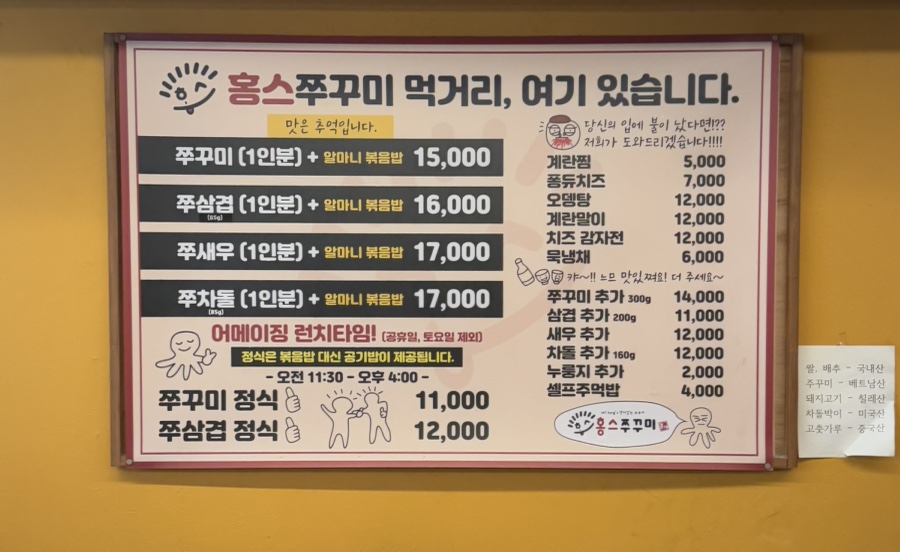 홍스쭈꾸미 먹거리, 여기 있습니다.
맛은 추억입니다.
쭈꾸미 (1인분) + 알마니 볶음밥 15,000
쭈삼겹 (1인분) + 알마니 볶음밥 16,000
(85g)
쭈새우 (1인분) + 알마니 볶음밥 17,000
쭈차돌 (1인분) + 알마니 볶음밥 17,000
(85g)
어메이징 런치타임! (공휴일, 토요일 제외)
정식은 볶음밥 대신 공기밥이 제공됩니다.
- 오전 11:30 - 오후 4:00 -
쭈꾸미 정식 11,000
쭈삼겹 정식 12,000
당신의 입에 불이 났다면!??
저희가 도와드리겠습니다!!!!
계란찜 5,000
퐁듀치즈 7,000
오뎅탕 12,000
계란말이 12,000
치즈 감자전 12,000
묵냉채 6,000
캬~!! 느므 맛있쪄요! 더 주세요~
쭈꾸미 추가 300g 14,000
삼겹 추가 200g 11,000
새우 추가 12,000
차돌 추가 160g 12,000
누룽지 추가 2,000
셀프주먹밥 4,000
홍스쭈꾸미
쌀, 배추 - 국내산
쭈꾸미 - 베트남산
돼지고기 - 칠레산
차돌박이 - 미국산
고춧가루 - 중국산